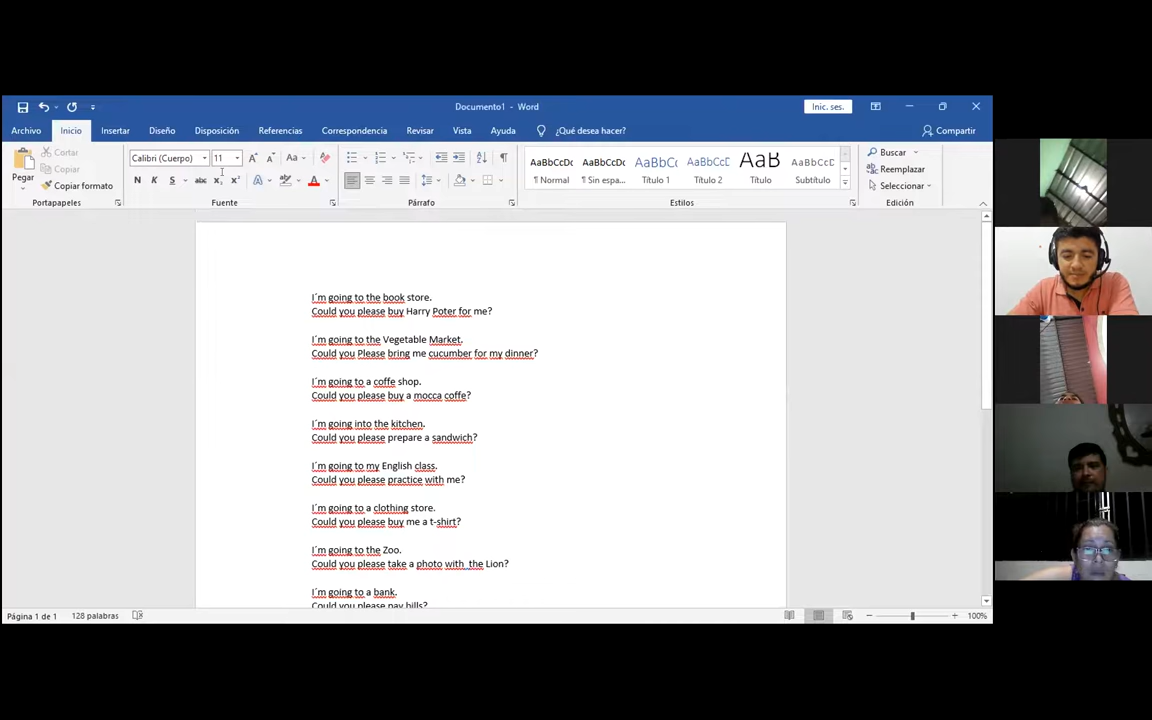 Documento1 - Word
Inic. ses.
Archivo Inicio Insertar Diseño Disposición Referencias Correspondencia Revisar Vista Ayuda ¿Qué desea hacer? Compartir
Pegar Cortar Copiar Copiar formato
Portapapeles
Calibri (Cuerpo) 11 Aa
N K S abc x₂ x² A A
Fuente
Párrafo
AaBbCcDc AaBbCcDc AaBbCc AaBbCcD AaB AaBbCcD
¶ Normal ¶ Sin espa... Título 1 Título 2 Título Subtítulo
Estilos
Buscar
Reemplazar
Seleccionar
Edición
I´m going to the book store.
Could you please buy Harry Poter for me?
I´m going to the Vegetable Market.
Could you Please bring me cucumber for my dinner?
I´m going to a coffe shop.
Could you please buy a mocca coffe?
I´m going into the kitchen.
Could you please prepare a sandwich?
I´m going to my English class.
Could you please practice with me?
I´m going to a clothing store.
Could you please buy me a t-shirt?
I´m going to the Zoo.
Could you please take a photo with  the Lion?
I´m going to a bank.
Could you please pay bills?
Página 1 de 1 128 palabras 100%